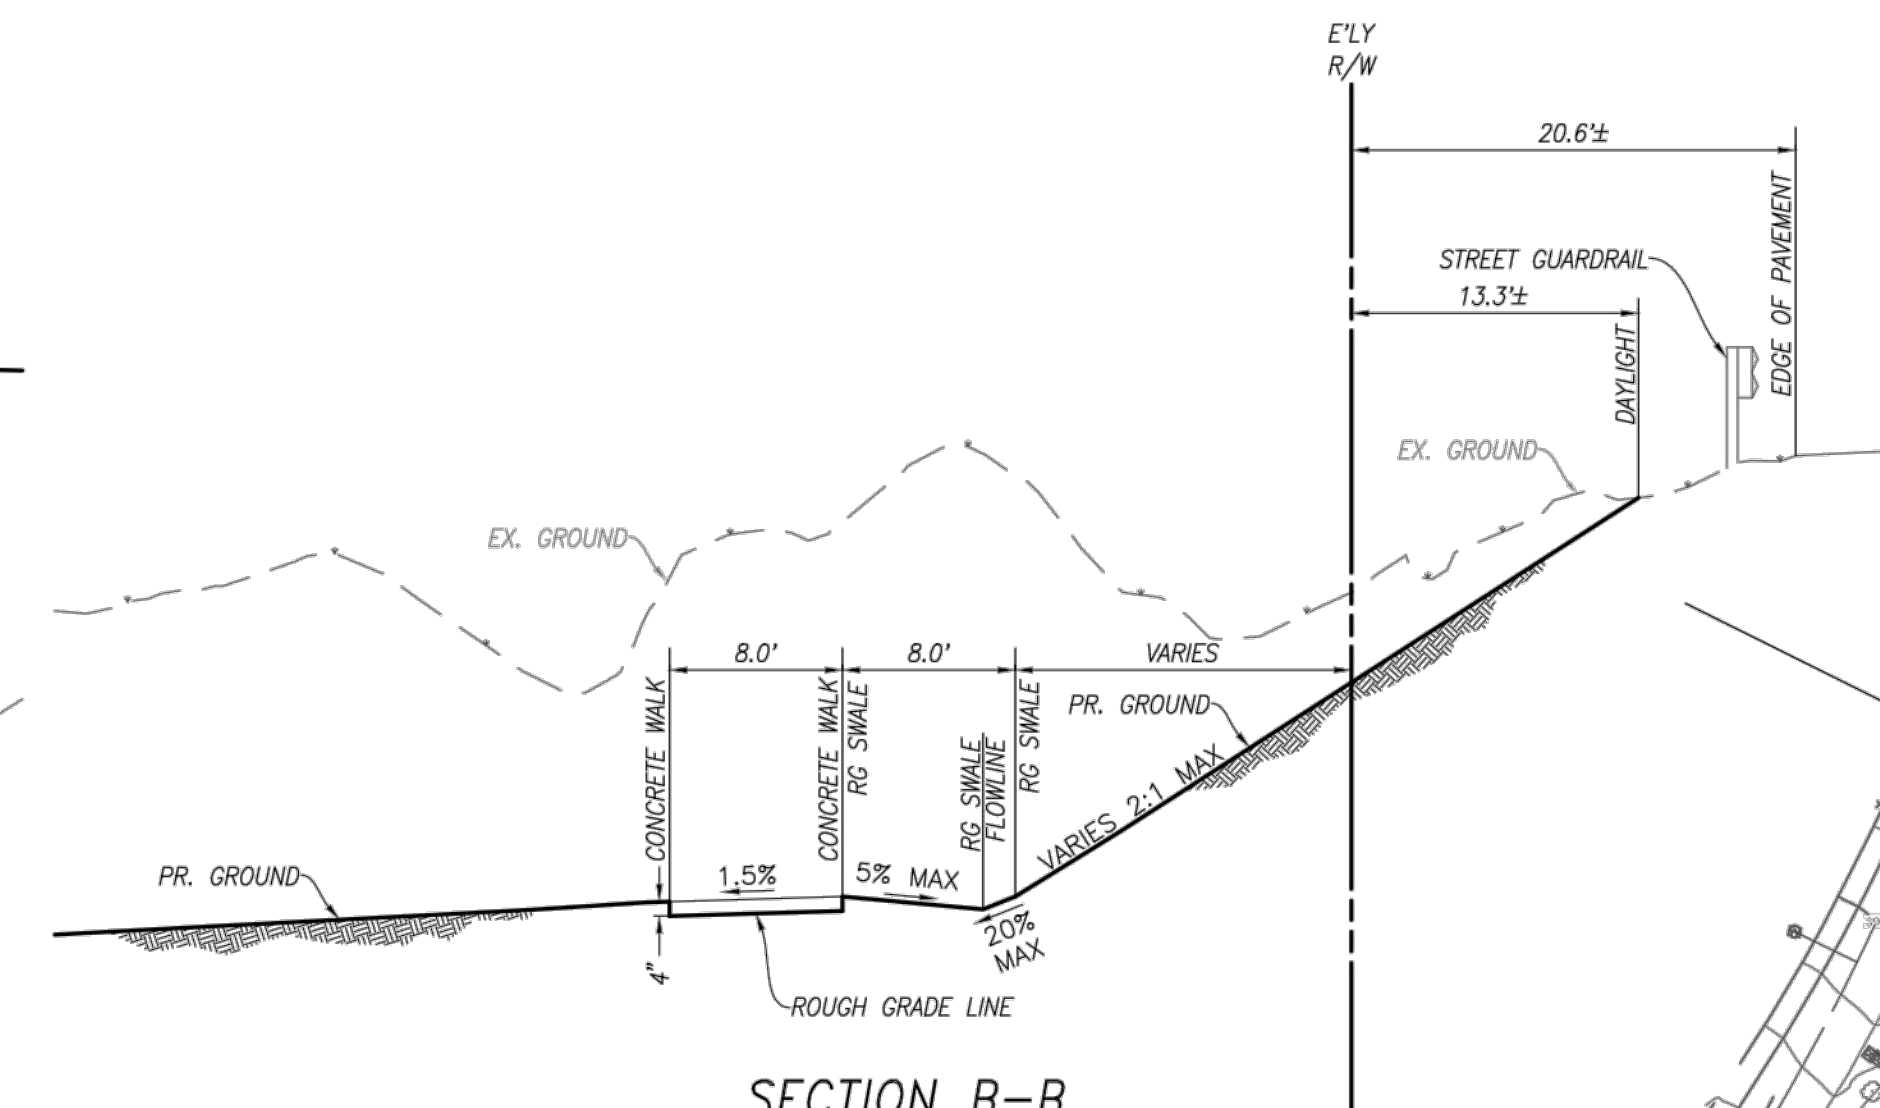 E'LY
R/W
20.6'±
EDGE OF PAVEMENT
STREET GUARDRAIL
13.3'±
DAYLIGHT
EX. GROUND
EX. GROUND
8.0'
8.0'
VARIES
CONCRETE WALK
CONCRETE WALK
RG SWALE
RG SWALE
FLOWLINE
RG SWALE
PR. GROUND
VARIES 2:1 MAX
PR. GROUND
1.5%
5% MAX
20%
MAX
4"
ROUGH GRADE LINE
SECTION B-B